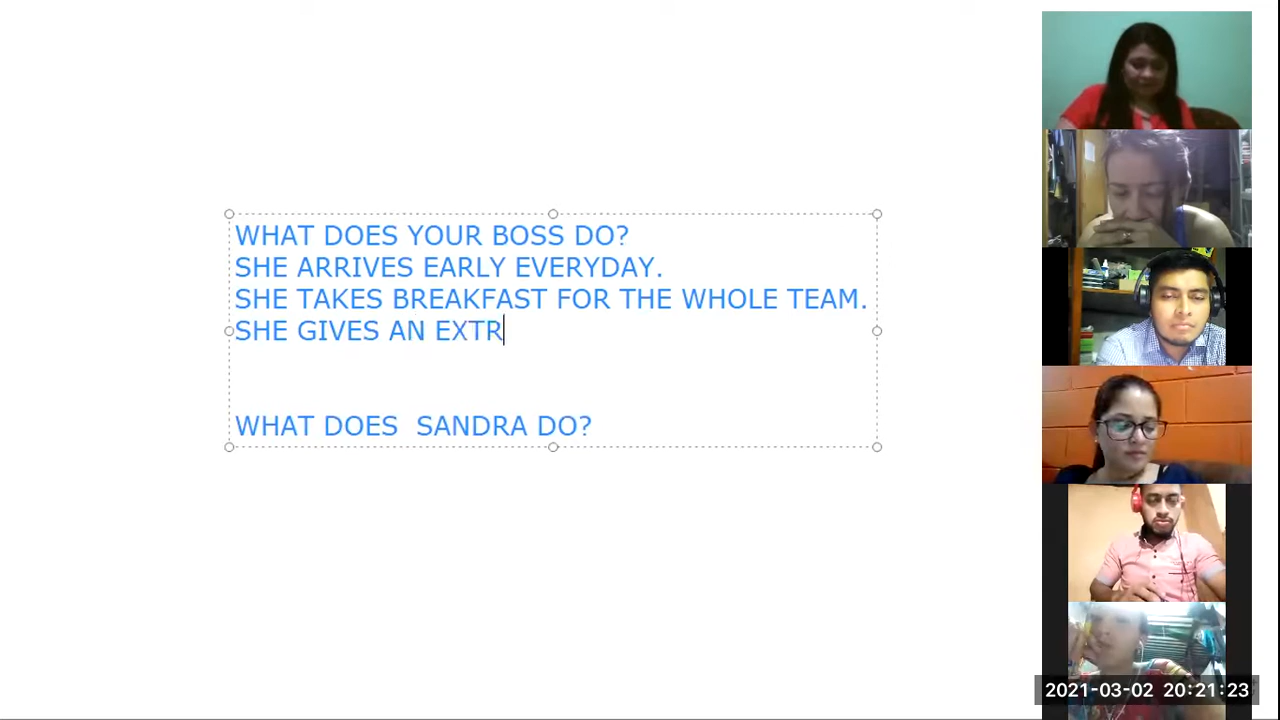 WHAT DOES YOUR BOSS DO?
SHE ARRIVES EARLY EVERYDAY.
SHE TAKES BREAKFAST FOR THE WHOLE TEAM.
SHE GIVES AN EXTR
WHAT DOES  SANDRA DO?
2021-03-02 20:21:23